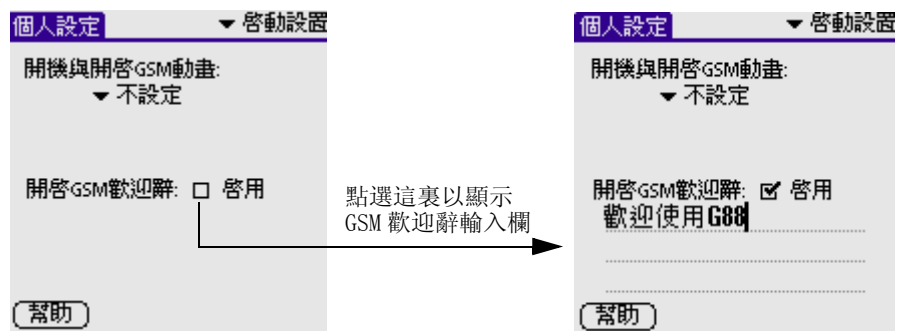 個人設定 ▼ 啓動設置
開機與開啓GSM動畫:
▼ 不設定
開啓GSM歡迎辭: □ 啓用
幫助
點選這裏以顯示
GSM 歡迎辭輸入欄
個人設定 ▼ 啓動設置
開機與開啓GSM動畫:
▼ 不設定
開啓GSM歡迎辭: ☑ 啓用
歡迎使用G88
幫助